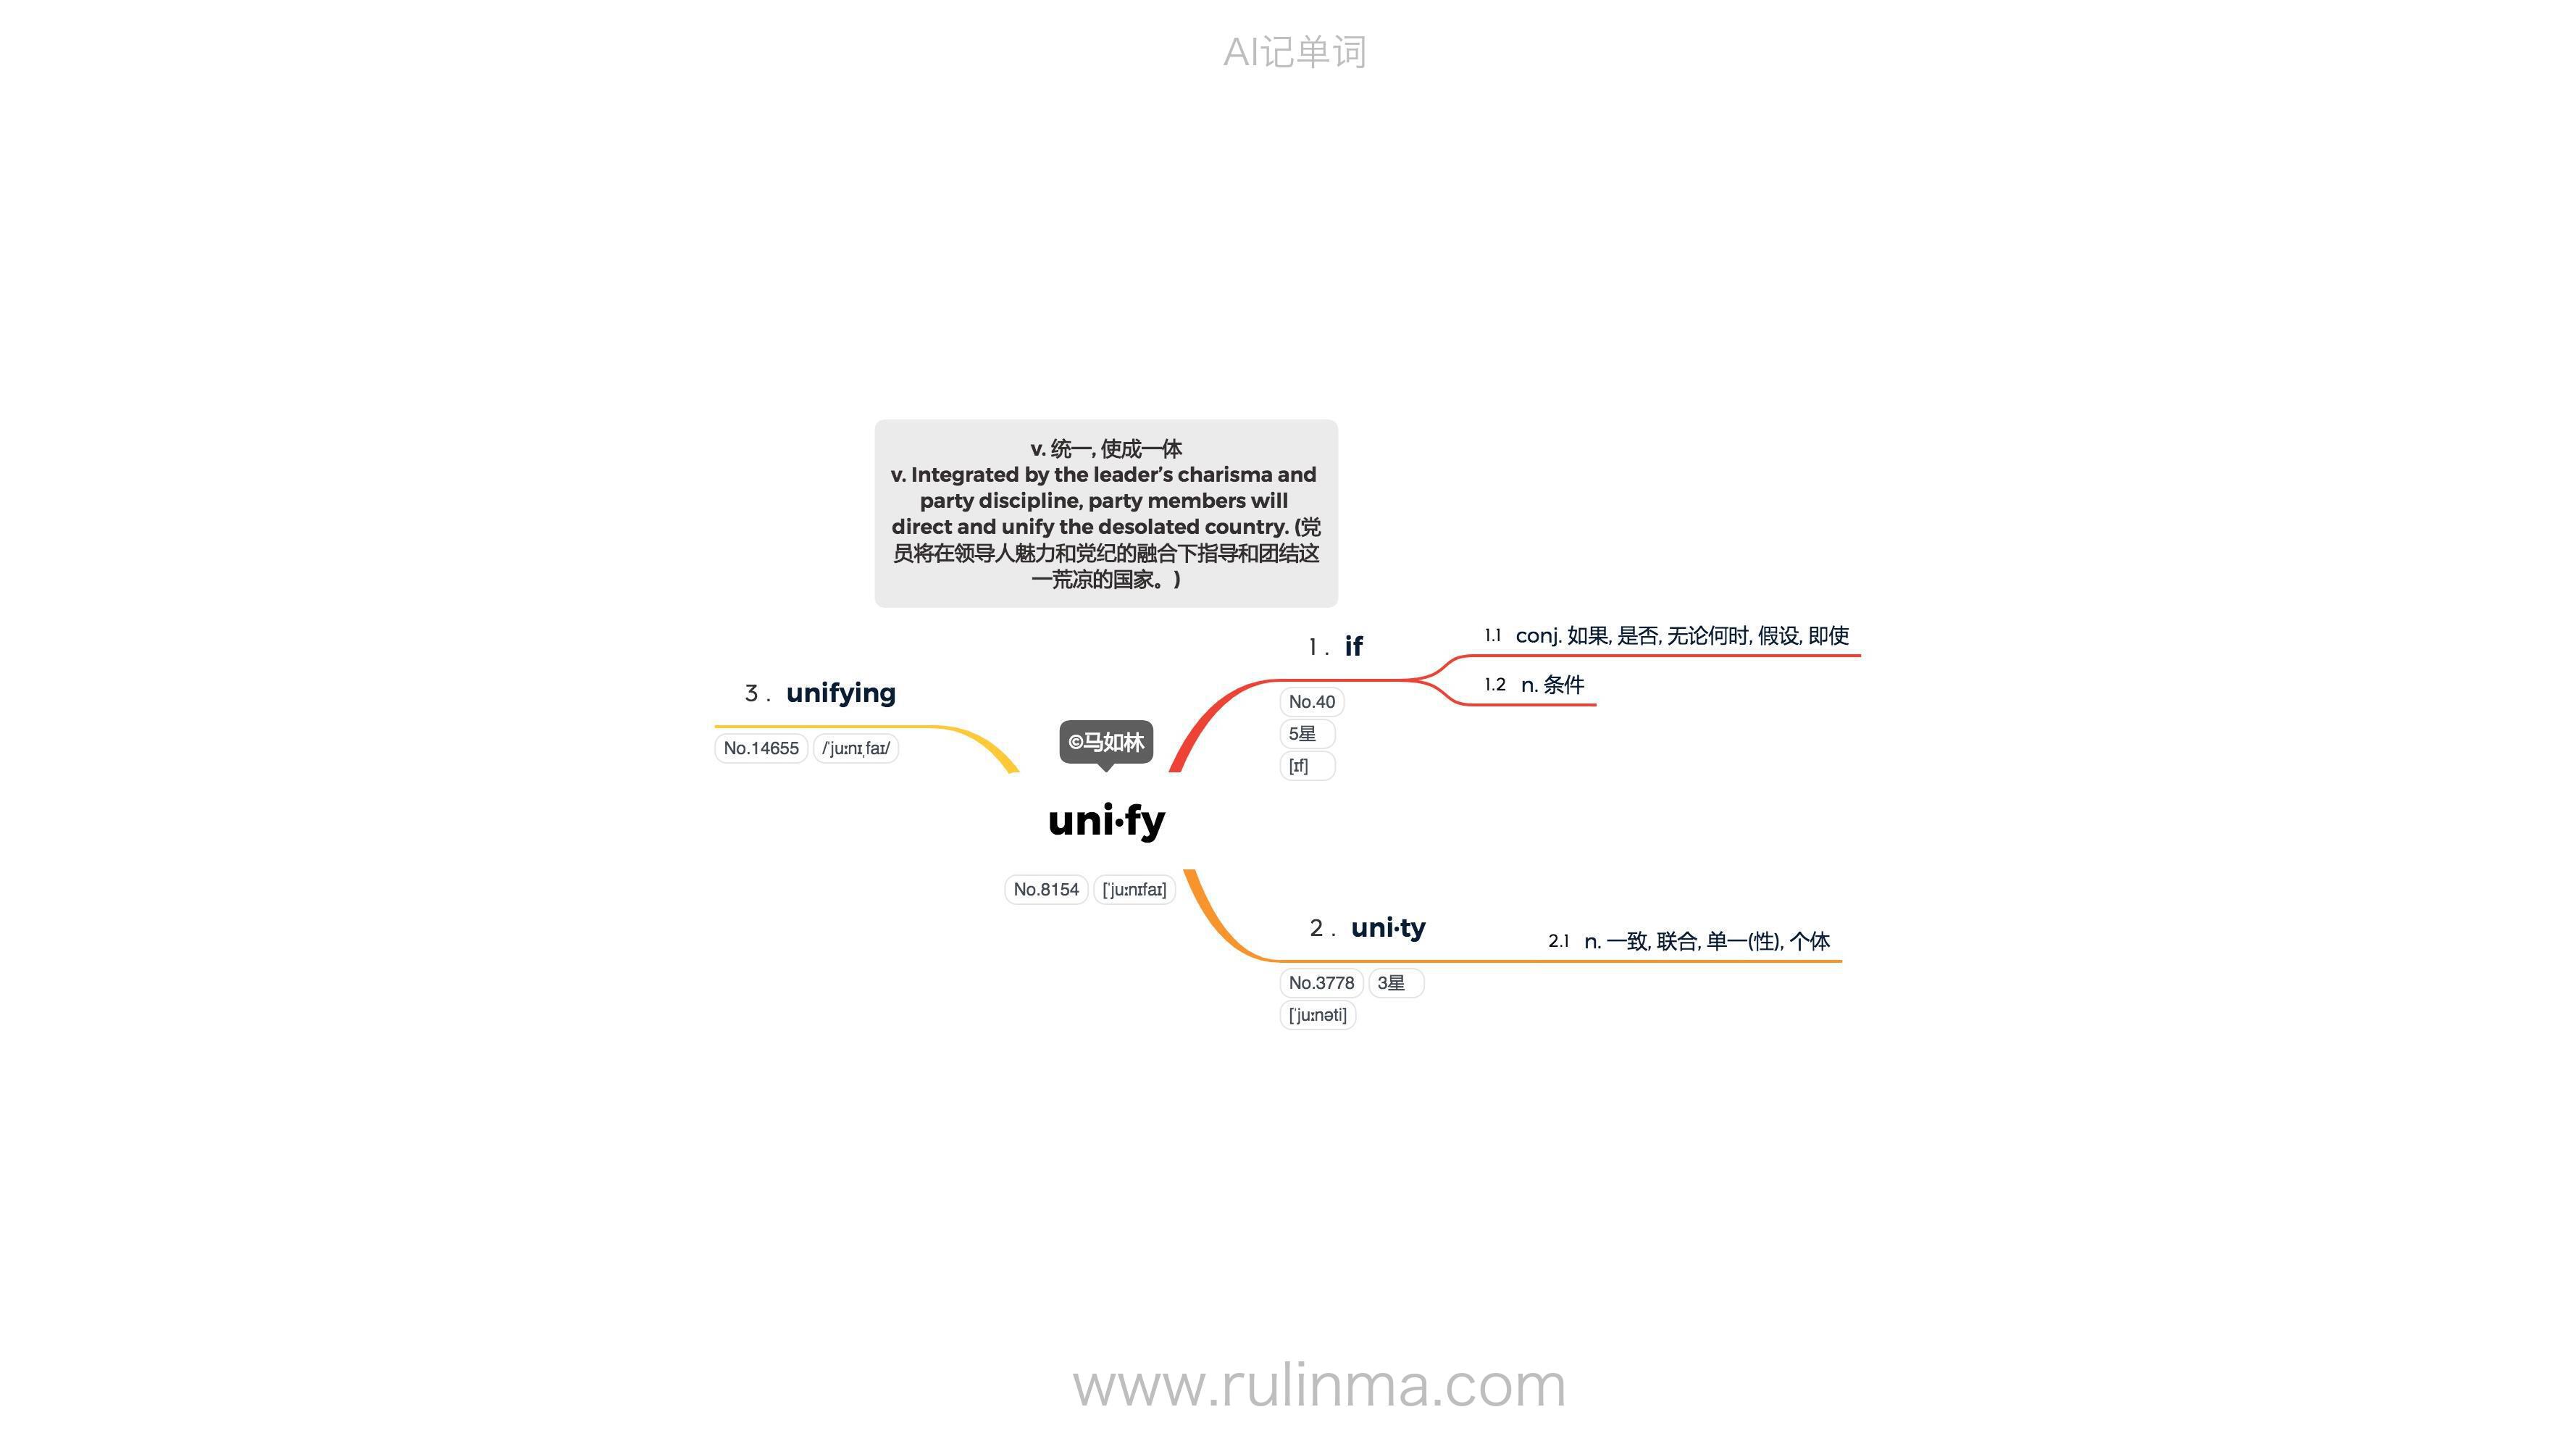 AI记单词
v. 统一, 使成一体
v. Integrated by the leader’s charisma and
party discipline, party members will
direct and unify the desolated country. (党
员将在领导人魅力和党纪的融合下指导和团结这
一荒凉的国家。)
1 . if
1.1 conj. 如果, 是否, 无论何时, 假设, 即使
1.2 n. 条件
No.40
5星
[ɪf]
3 . unifying
No.14655 /ˈjuːnɪˌfaɪ/
©马如林
uni•fy
No.8154 [ˈjuːnɪfaɪ]
2 . uni•ty
2.1 n. 一致, 联合, 单一(性), 个体
No.3778 3星
[ˈjuːnəti]
www.rulinma.com